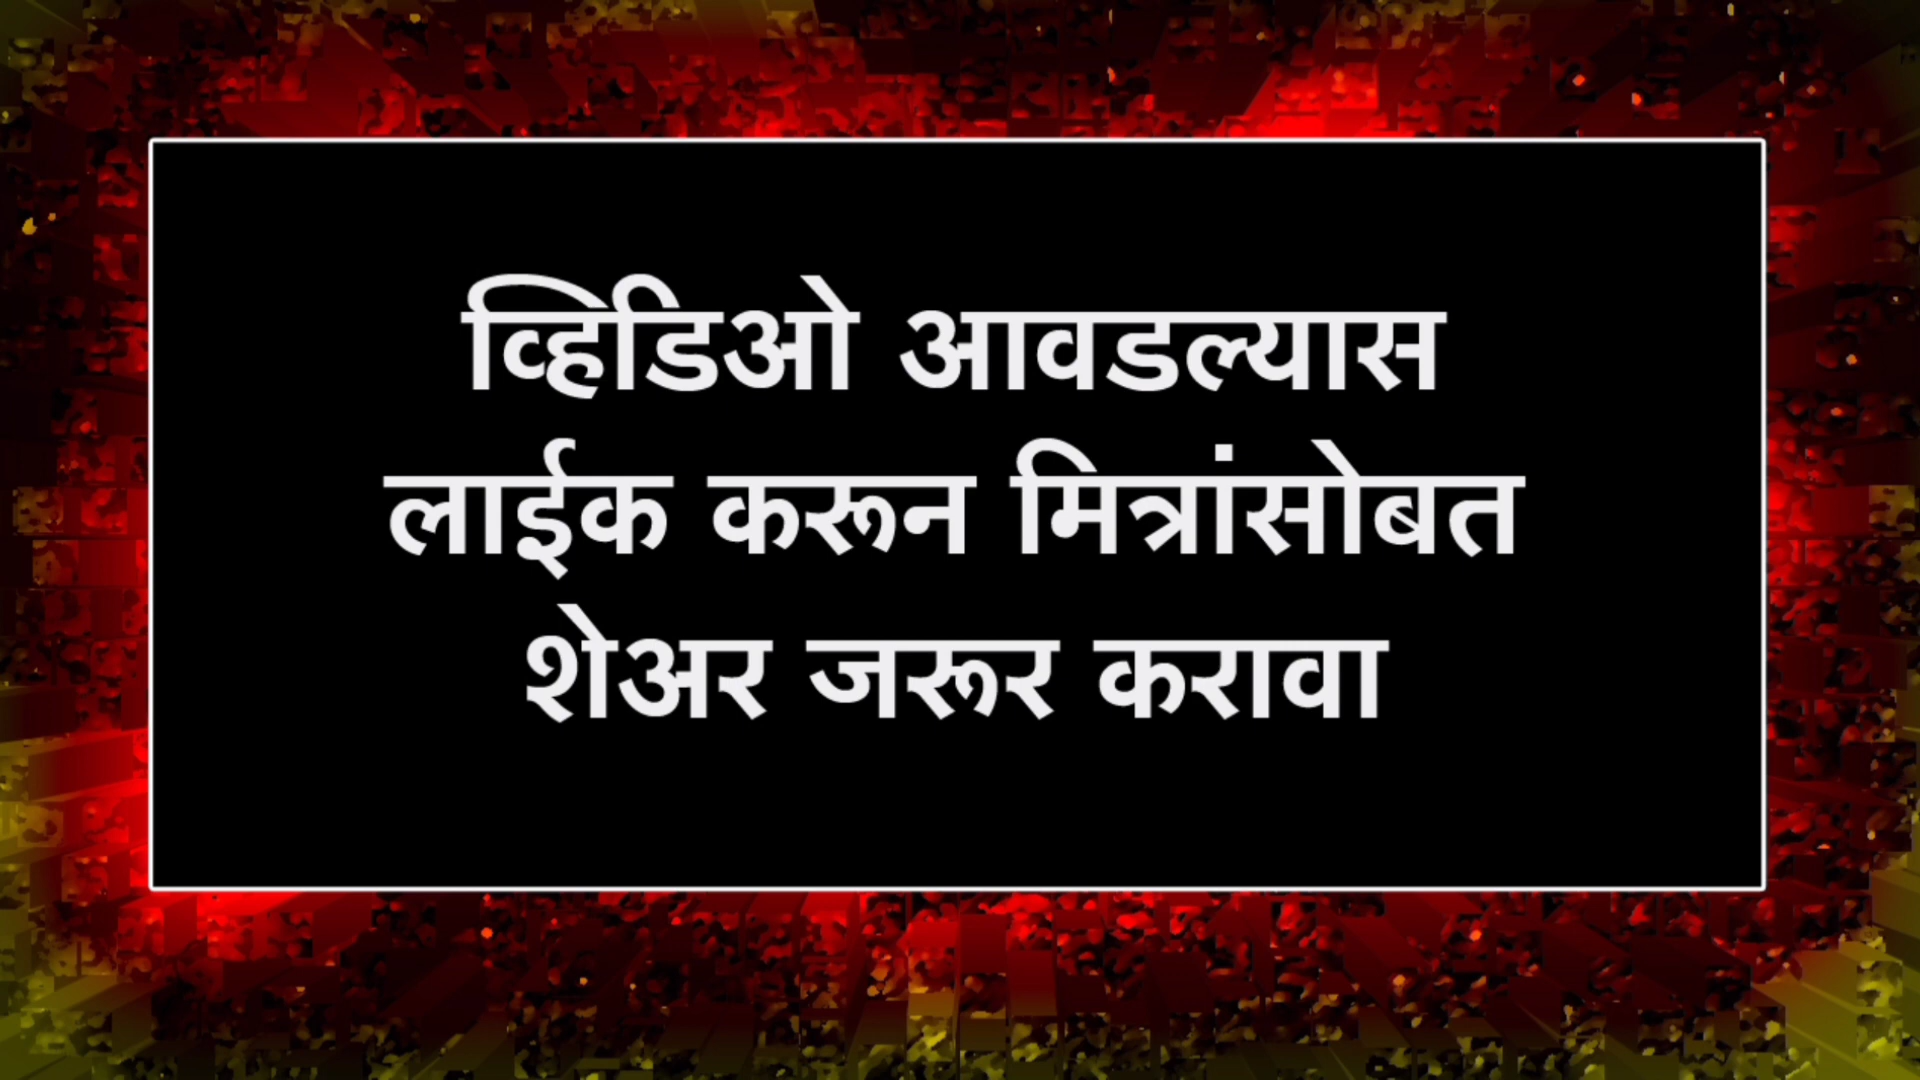 व्हिडिओ आवडल्यास
लाईक करून मित्रांसोबत
शेअर जरूर करावा